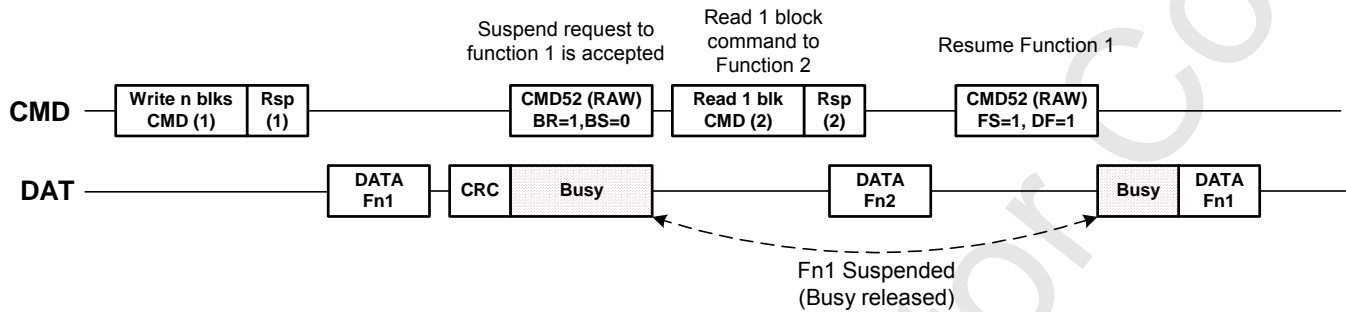 Suspend request to
function 1 is accepted
Read 1 block
command to
Function 2
Resume Function 1
CMD
Write n blks
CMD (1)
Rsp
(1)
CMD52 (RAW)
BR=1,BS=0
Read 1 blk
CMD (2)
Rsp
(2)
CMD52 (RAW)
FS=1, DF=1
DAT
DATA
Fn1
CRC
Busy
DATA
Fn2
Busy
DATA
Fn1
Fn1 Suspended
(Busy released)